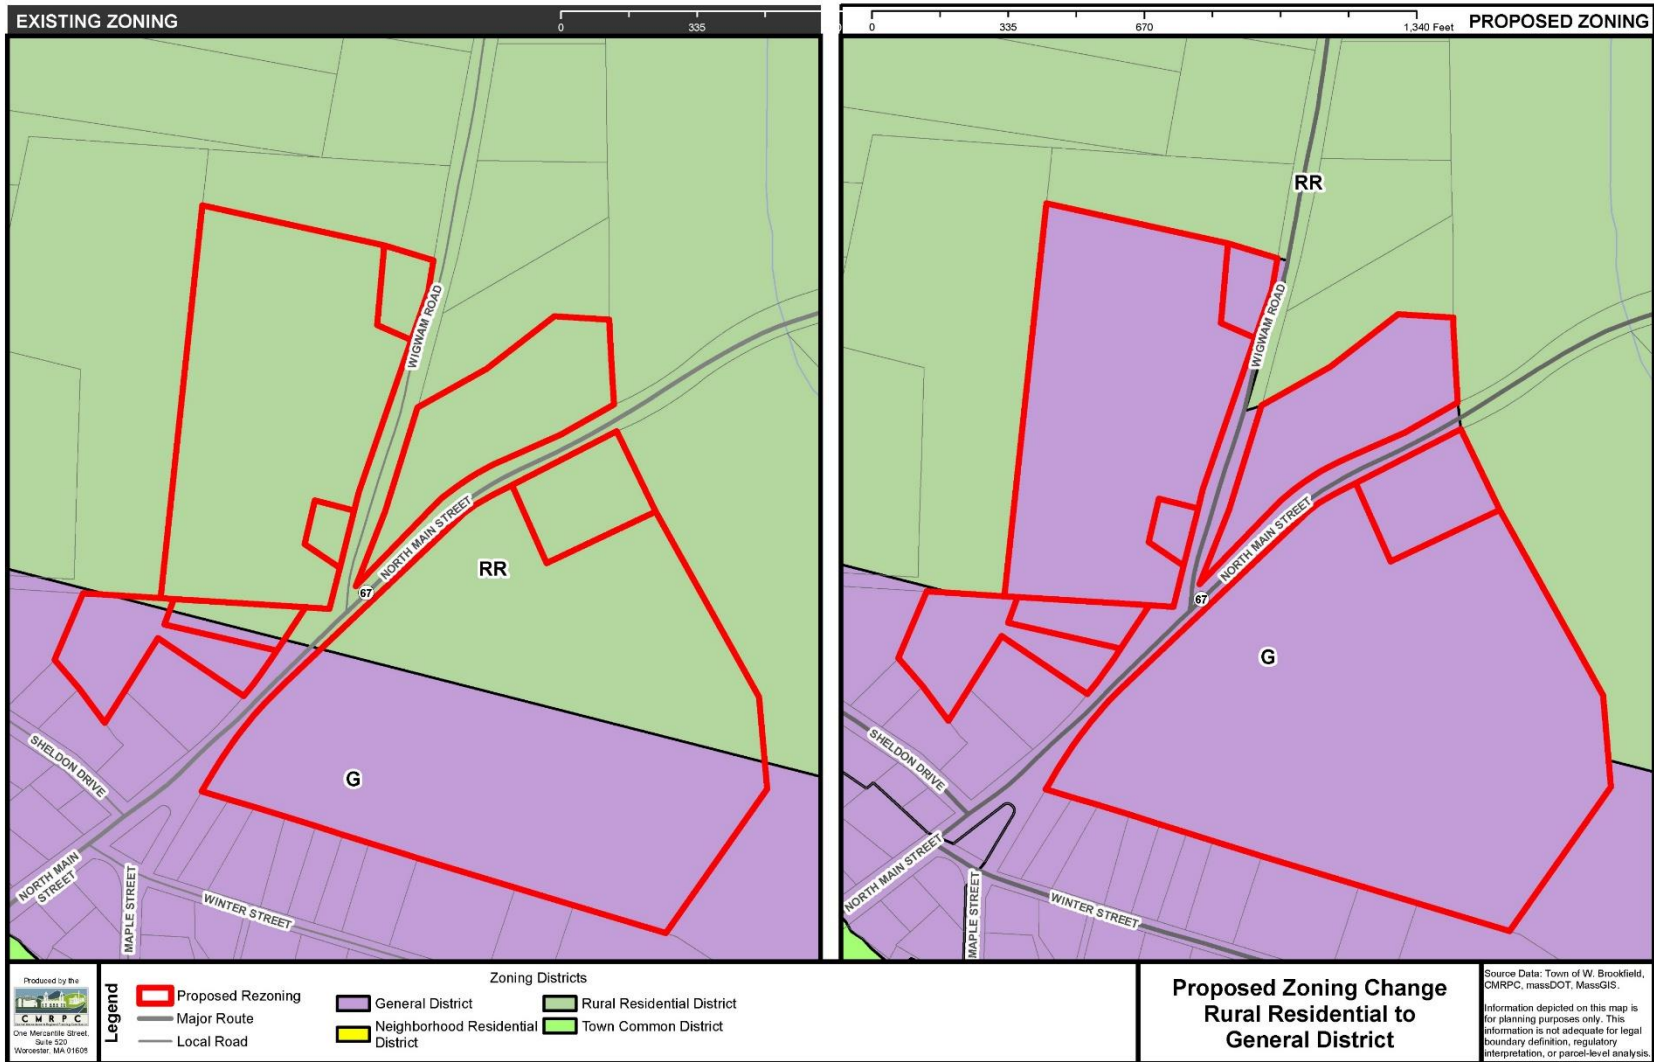 EXISTING ZONING
0 335
0 335 670 1,340 Feet
PROPOSED ZONING
WIGWAM ROAD
NORTH MAIN STREET
67
RR
G
SHELDON DRIVE
NORTH MAIN
STREET
MAPLE STREET
WINTER STREET
RR
WIGWAM ROAD
NORTH MAIN STREET
67
G
SHELDON DRIVE
NORTH MAIN STREET
MAPLE STREET
WINTER STREET
Produced by the
CMRPC
One Mercantile Street,
Suite 520
Worcester, MA 01608
Legend
Proposed Rezoning
Major Route
Local Road
Zoning Districts
General District
Neighborhood Residential
District
Rural Residential District
Town Common District
Proposed Zoning Change
Rural Residential to
General District
Source Data: Town of W. Brookfield,
CMRPC, massDOT, MassGIS.
Information depicted on this map is
for planning purposes only. This
information is not adequate for legal
boundary definition, regulatory
interpretation, or parcel-level analysis.